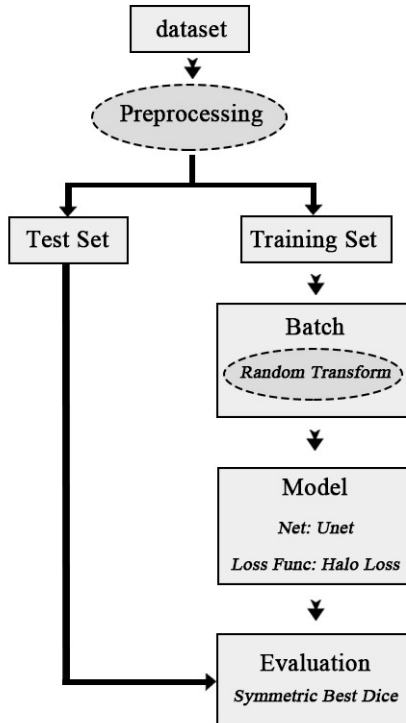 dataset
Preprocessing
Test Set
Training Set
Batch
Random Transform
Model
Net: Unet
Loss Func: Halo Loss
Evaluation
Symmetric Best Dice